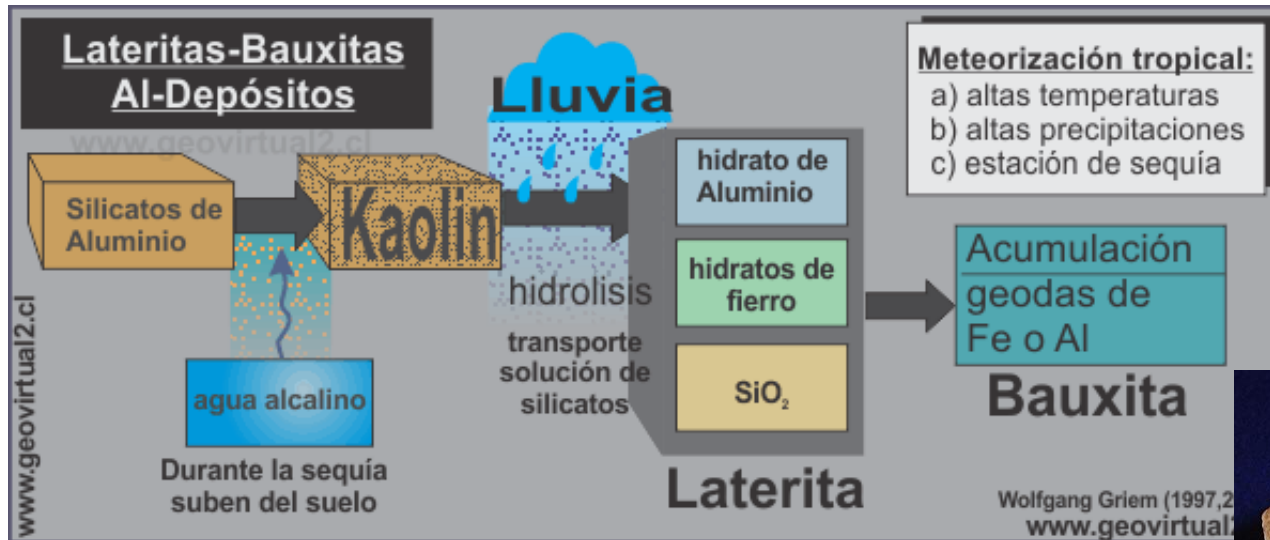 Lateritas-Bauxitas
Al-Depósitos
www.geovirtual2.cl
Lluvia
Meteorización tropical:
a) altas temperaturas
b) altas precipitaciones
c) estación de sequía
Silicatos de
Aluminio
Kaolin
hidrato de
Aluminio
hidratos de
fierro
SiO₂
hidrolisis
transporte
solución de
silicatos
Acumulación
geodas de
Fe o Al
Bauxita
agua alcalino
Durante la sequía
suben del suelo
Laterita
www.geovirtual2.cl
Wolfgang Griem (1997,2
www.geovirtual2